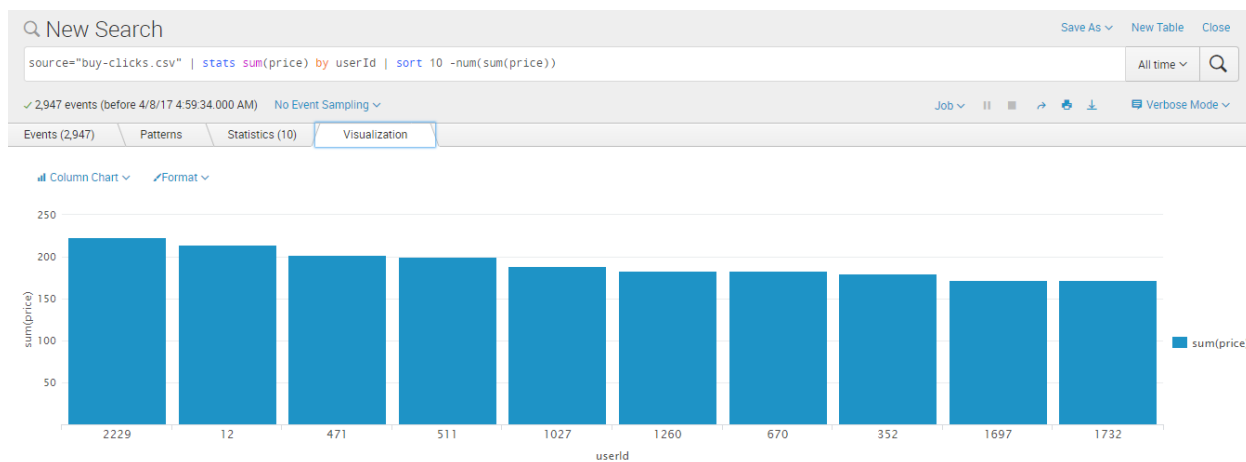 New Search
Save As New Table Close
source="buy-clicks.csv" | stats sum(price) by userId | sort 10 -num(sum(price))
All time
2,947 events (before 4/8/17 4:59:34.000 AM) No Event Sampling
Job Verbose Mode
Events (2,947) Patterns Statistics (10) Visualization
Column Chart Format
250
200
150
100
50
sum(price)
2229 12 471 511 1027 1260 670 352 1697 1732
userId
sum(price